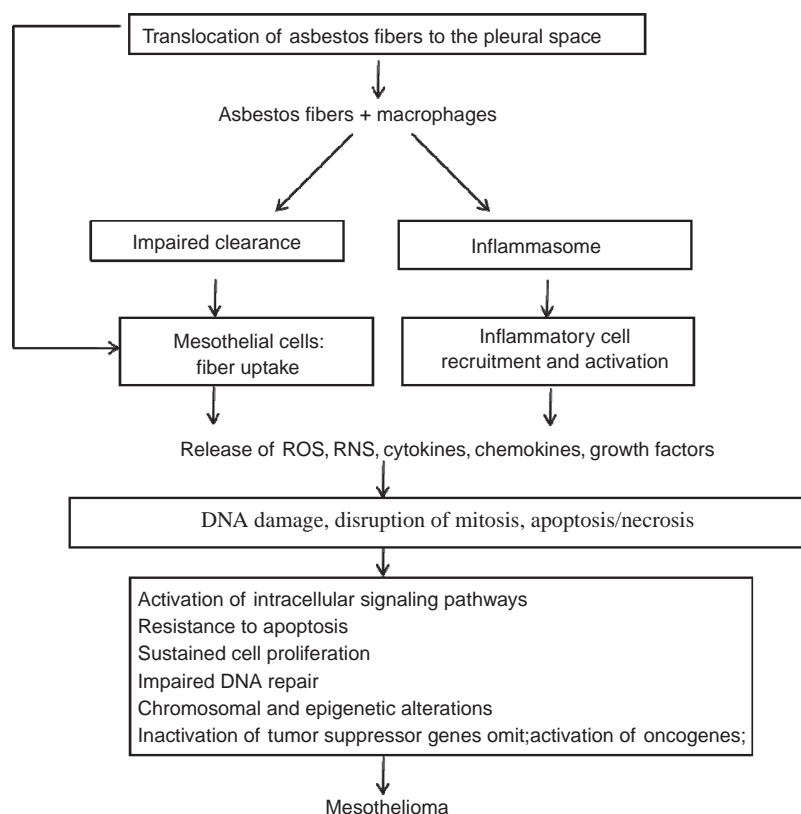 Translocation of asbestos fibers to the pleural space
Asbestos fibers + macrophages
Impaired clearance
Inflammasome
Mesothelial cells:
fiber uptake
Inflammatory cell
recruitment and activation
Release of ROS, RNS, cytokines, chemokines, growth factors
DNA damage, disruption of mitosis, apoptosis/necrosis
Activation of intracellular signaling pathways
Resistance to apoptosis
Sustained cell proliferation
Impaired DNA repair
Chromosomal and epigenetic alterations
Inactivation of tumor suppressor genes omit;activation of oncogenes;
Mesothelioma